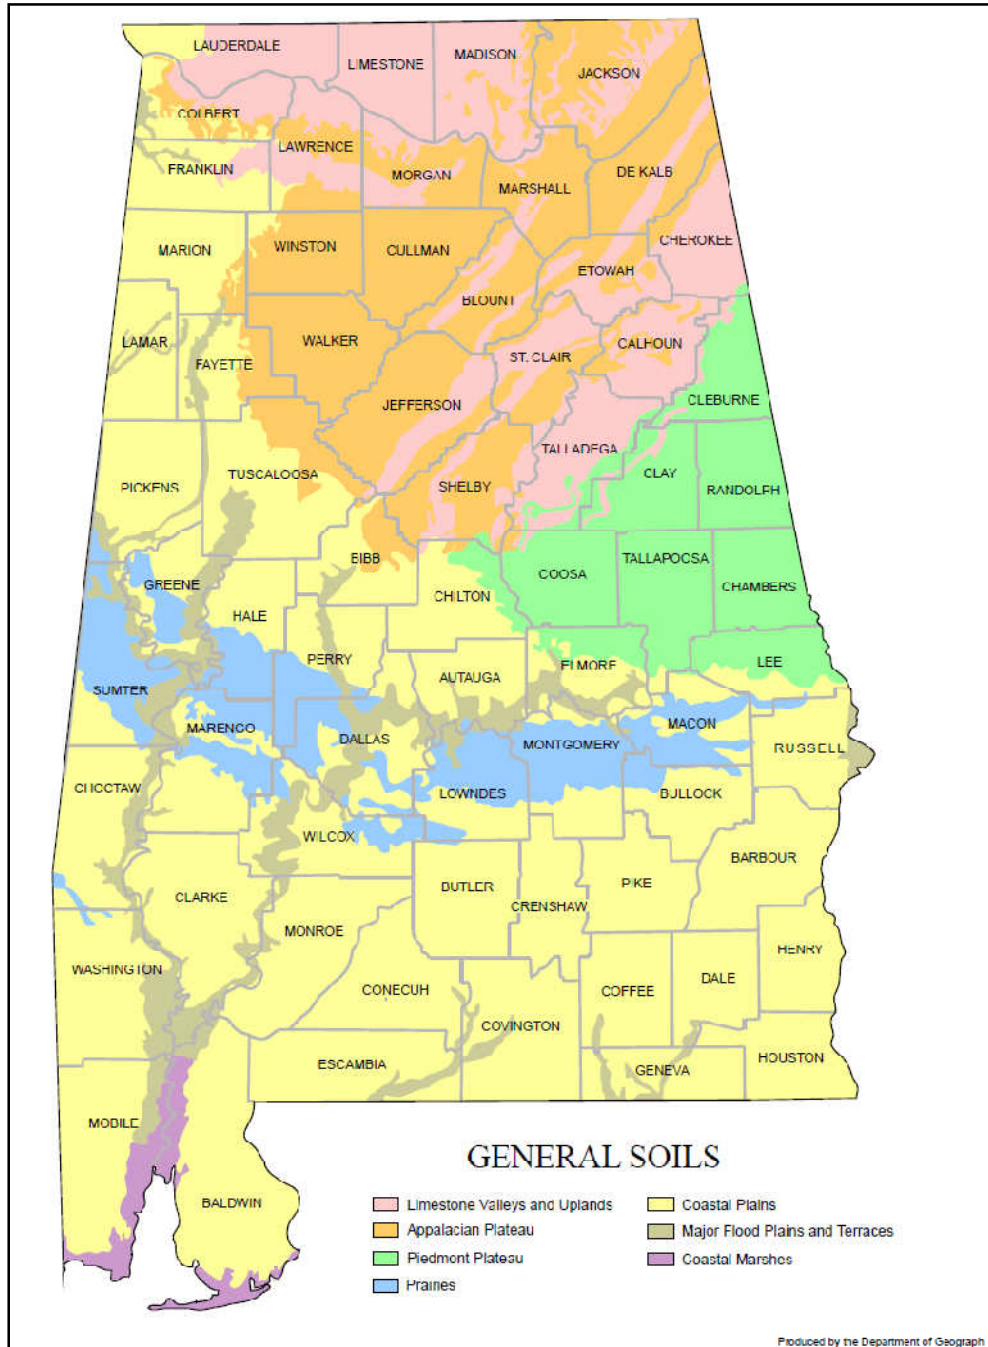 LAUDERDALE
LIMESTONE
MADISON
JACKSON
COLBERT
LAWRENCE
FRANKLIN
MORGAN
MARSHALL
DE KALB
CHEROKEE
MARION
WINSTON
CULLMAN
ETOWAH
BLOUNT
LAMAR
FAYETTE
WALKER
ST. CLAIR
CALHOUN
JEFFERSON
CLEBURNE
TUSCALOOSA
TALLADEGA
PICKENS
SHELBY
CLAY
RANDOLPH
BIBB
GREENE
COOSA
TALLAPOOSA
CHAMBERS
HALE
CHILTON
PERRY
ELMORE
LEE
SUMTER
AUTAUGA
MARENGO
DALLAS
MONTGOMERY
MACON
RUSSELL
CHOCTAW
LOWNDES
BULLOCK
WILCOX
BARBOUR
CLARKE
BUTLER
CRENSHAW
PIKE
MONROE
HENRY
WASHINGTON
CONECUH
COFFEE
DALE
COVINGTON
ESCAMBIA
GENEVA
HOUSTON
MOBILE
BALDWIN
GENERAL SOILS
Limestone Valleys and Uplands
Appalacian Plateau
Piedmont Plateau
Prairies
Coastal Plains
Major Flood Plains and Terraces
Coastal Marshes
Produced by the Department of Geograph